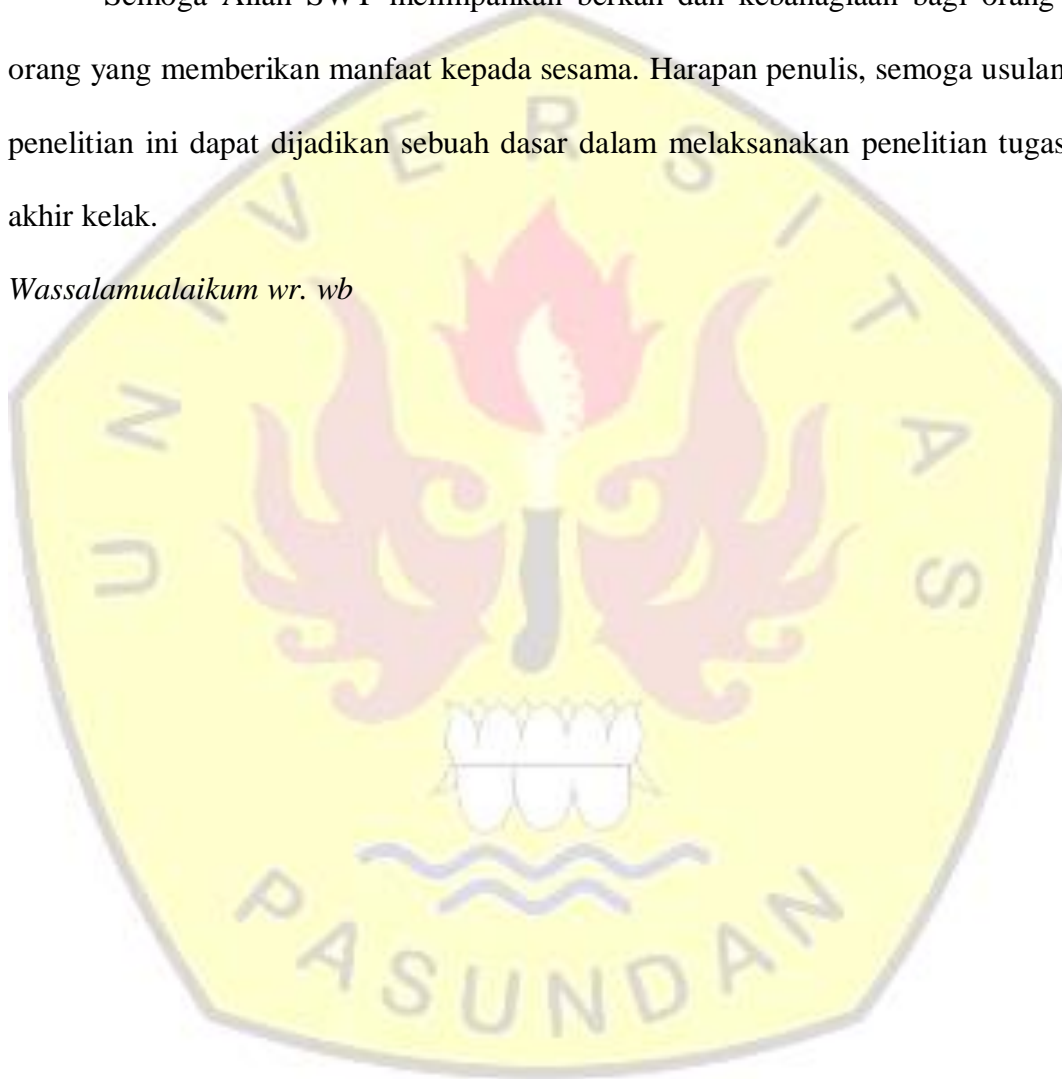 Semoga Allah SWT melimpahkan berkah dan kebahagiaan bagi orang
orang yang memberikan manfaat kepada sesama. Harapan penulis, semoga usulan
penelitian ini dapat dijadikan sebuah dasar dalam melaksanakan penelitian tugas
akhir kelak.
Wassalamualaikum wr. wb
UNIVERSITAS
PASUNDAN